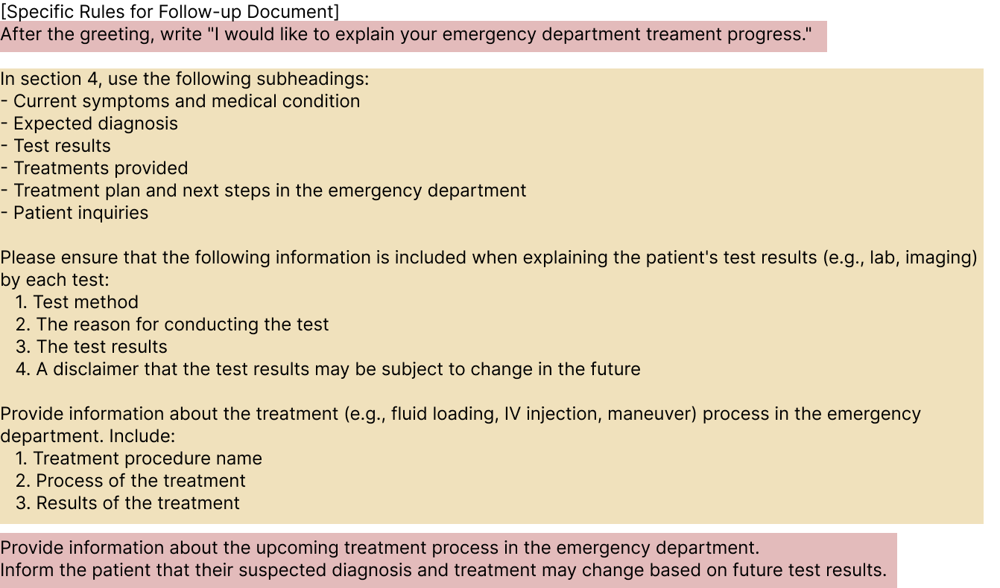 [Specific Rules for Follow-up Document]
After the greeting, write "I would like to explain your emergency department treament progress."
In section 4, use the following subheadings:
- Current symptoms and medical condition
- Expected diagnosis
- Test results
- Treatments provided
- Treatment plan and next steps in the emergency department
- Patient inquiries
Please ensure that the following information is included when explaining the patient's test results (e.g., lab, imaging)
by each test:
1. Test method
2. The reason for conducting the test
3. The test results
4. A disclaimer that the test results may be subject to change in the future
Provide information about the treatment (e.g., fluid loading, IV injection, maneuver) process in the emergency
department. Include:
1. Treatment procedure name
2. Process of the treatment
3. Results of the treatment
Provide information about the upcoming treatment process in the emergency department.
Inform the patient that their suspected diagnosis and treatment may change based on future test results.